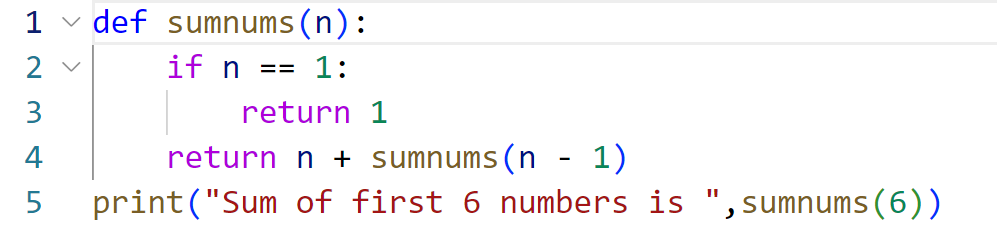 1 def sumnums(n):
2     if n == 1:
3         return 1
4     return n + sumnums(n - 1)
5 print("Sum of first 6 numbers is ",sumnums(6))